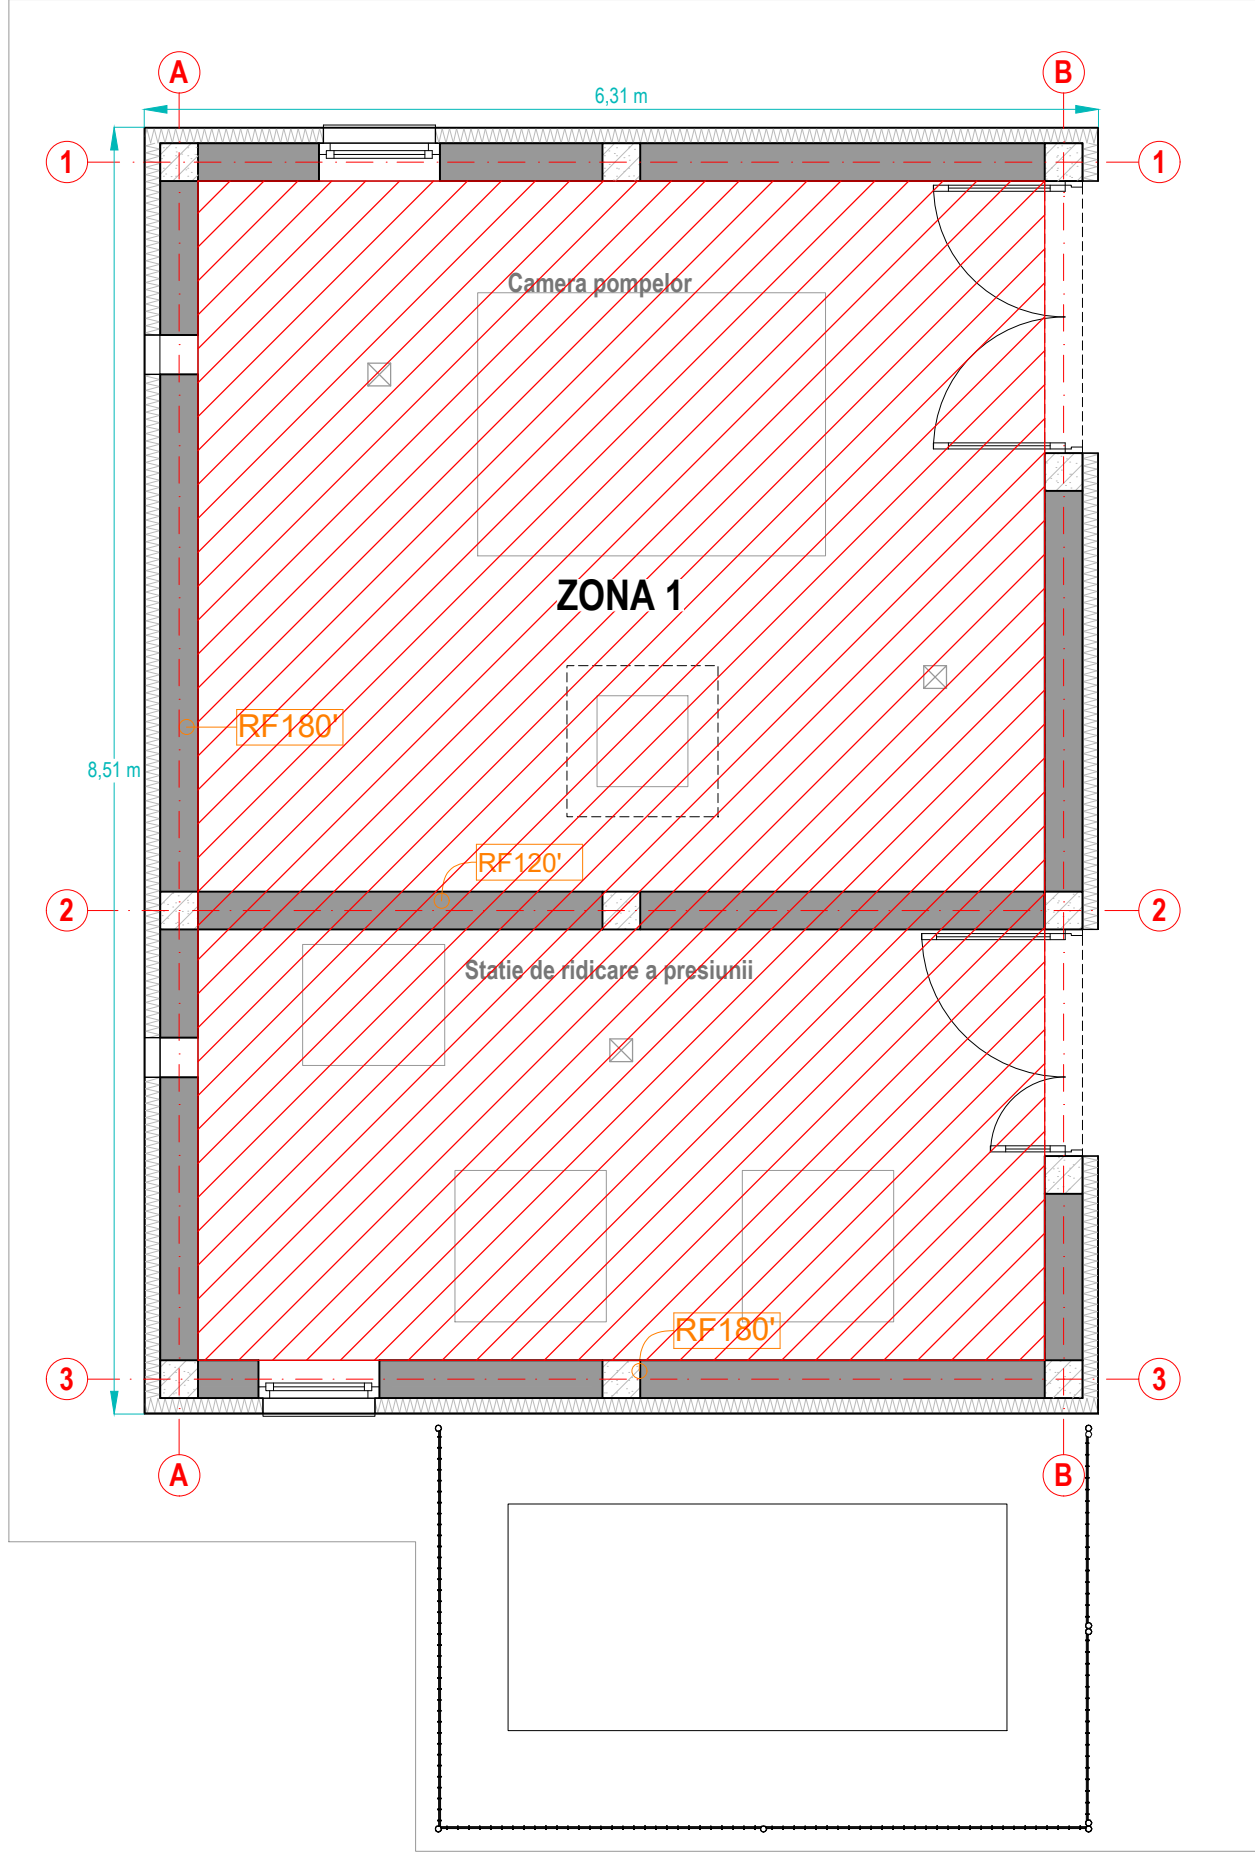 A
B
6,31 m
1
1
Camera pompelor
ZONA 1
RF180'
8,51 m
RF120'
2
2
Statie de ridicare a presiunii
RF180'
3
3
A
B